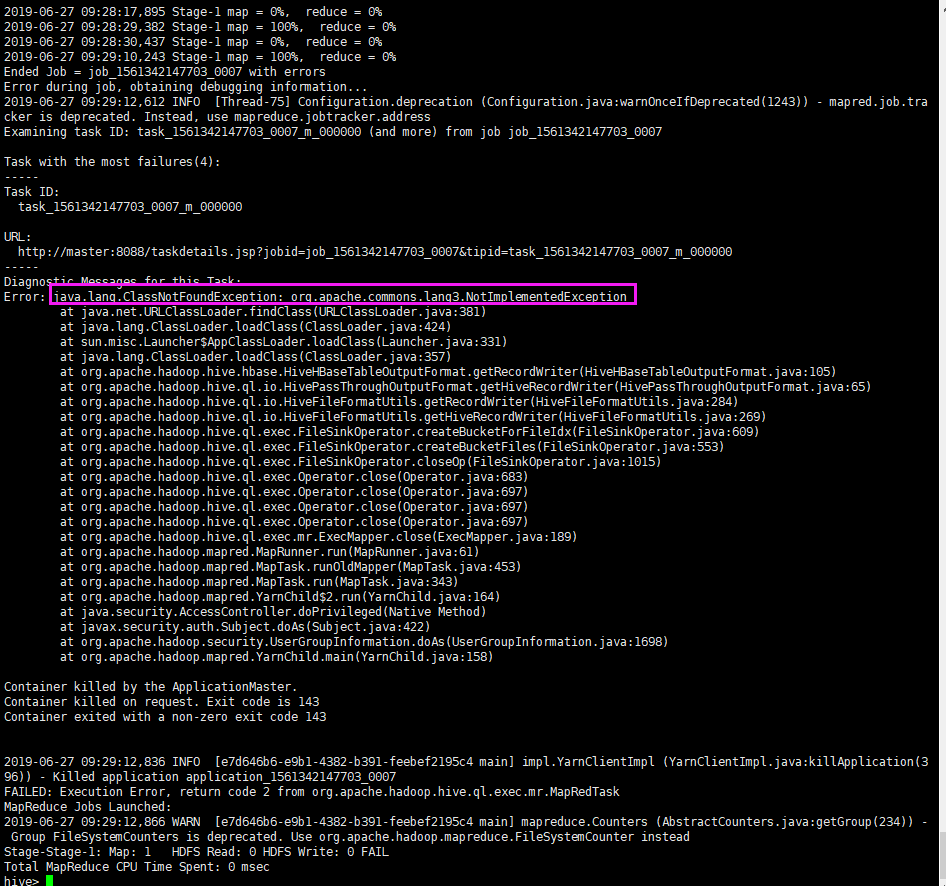 2019-06-27 09:28:17,895 Stage-1 map = 0%,  reduce = 0%
2019-06-27 09:28:29,382 Stage-1 map = 100%,  reduce = 0%
2019-06-27 09:28:30,437 Stage-1 map = 0%,  reduce = 0%
2019-06-27 09:29:10,243 Stage-1 map = 100%,  reduce = 0%
Ended Job = job_1561342147703_0007 with errors
Error during job, obtaining debugging information...
2019-06-27 09:29:12,612 INFO  [Thread-75] Configuration.deprecation (Configuration.java:warnOnceIfDeprecated(1243)) - mapred.job.tra
cker is deprecated. Instead, use mapreduce.jobtracker.address
Examining task ID: task_1561342147703_0007_m_000000 (and more) from job job_1561342147703_0007

Task with the most failures(4):
-----
Task ID:
  task_1561342147703_0007_m_000000

URL:
  http://master:8088/taskdetails.jsp?jobid=job_1561342147703_0007&tipid=task_1561342147703_0007_m_000000
-----
Diagnostic Messages for this Task:
Error: java.lang.ClassNotFoundException: org.apache.commons.lang3.NotImplementedException
        at java.net.URLClassLoader.findClass(URLClassLoader.java:381)
        at java.lang.ClassLoader.loadClass(ClassLoader.java:424)
        at sun.misc.Launcher$AppClassLoader.loadClass(Launcher.java:331)
        at java.lang.ClassLoader.loadClass(ClassLoader.java:357)
        at org.apache.hadoop.hive.hbase.HiveHBaseTableOutputFormat.getRecordWriter(HiveHBaseTableOutputFormat.java:105)
        at org.apache.hadoop.hive.ql.io.HivePassThroughOutputFormat.getHiveRecordWriter(HivePassThroughOutputFormat.java:65)
        at org.apache.hadoop.hive.ql.io.HiveFileFormatUtils.getRecordWriter(HiveFileFormatUtils.java:284)
        at org.apache.hadoop.hive.ql.io.HiveFileFormatUtils.getHiveRecordWriter(HiveFileFormatUtils.java:269)
        at org.apache.hadoop.hive.ql.exec.FileSinkOperator.createBucketForFileIdx(FileSinkOperator.java:609)
        at org.apache.hadoop.hive.ql.exec.FileSinkOperator.createBucketFiles(FileSinkOperator.java:553)
        at org.apache.hadoop.hive.ql.exec.FileSinkOperator.closeOp(FileSinkOperator.java:1015)
        at org.apache.hadoop.hive.ql.exec.Operator.close(Operator.java:683)
        at org.apache.hadoop.hive.ql.exec.Operator.close(Operator.java:697)
        at org.apache.hadoop.hive.ql.exec.Operator.close(Operator.java:697)
        at org.apache.hadoop.hive.ql.exec.Operator.close(Operator.java:697)
        at org.apache.hadoop.hive.ql.exec.mr.ExecMapper.close(ExecMapper.java:189)
        at org.apache.hadoop.mapred.MapRunner.run(MapRunner.java:61)
        at org.apache.hadoop.mapred.MapTask.runOldMapper(MapTask.java:453)
        at org.apache.hadoop.mapred.MapTask.run(MapTask.java:343)
        at org.apache.hadoop.mapred.YarnChild$2.run(YarnChild.java:164)
        at java.security.AccessController.doPrivileged(Native Method)
        at javax.security.auth.Subject.doAs(Subject.java:422)
        at org.apache.hadoop.security.UserGroupInformation.doAs(UserGroupInformation.java:1698)
        at org.apache.hadoop.mapred.YarnChild.main(YarnChild.java:158)

Container killed by the ApplicationMaster.
Container killed on request. Exit code is 143
Container exited with a non-zero exit code 143

2019-06-27 09:29:12,836 INFO  [e7d646b6-e9b1-4382-b391-feebef2195c4 main] impl.YarnClientImpl (YarnClientImpl.java:killApplication(3
96)) - Killed application application_1561342147703_0007
FAILED: Execution Error, return code 2 from org.apache.hadoop.hive.ql.exec.mr.MapRedTask
MapReduce Jobs Launched:
2019-06-27 09:29:12,866 WARN  [e7d646b6-e9b1-4382-b391-feebef2195c4 main] mapreduce.Counters (AbstractCounters.java:getGroup(234)) -
 Group FileSystemCounters is deprecated. Use org.apache.hadoop.mapreduce.FileSystemCounter instead
Stage-Stage-1: Map: 1   HDFS Read: 0 HDFS Write: 0 FAIL
Total MapReduce CPU Time Spent: 0 msec
hive>